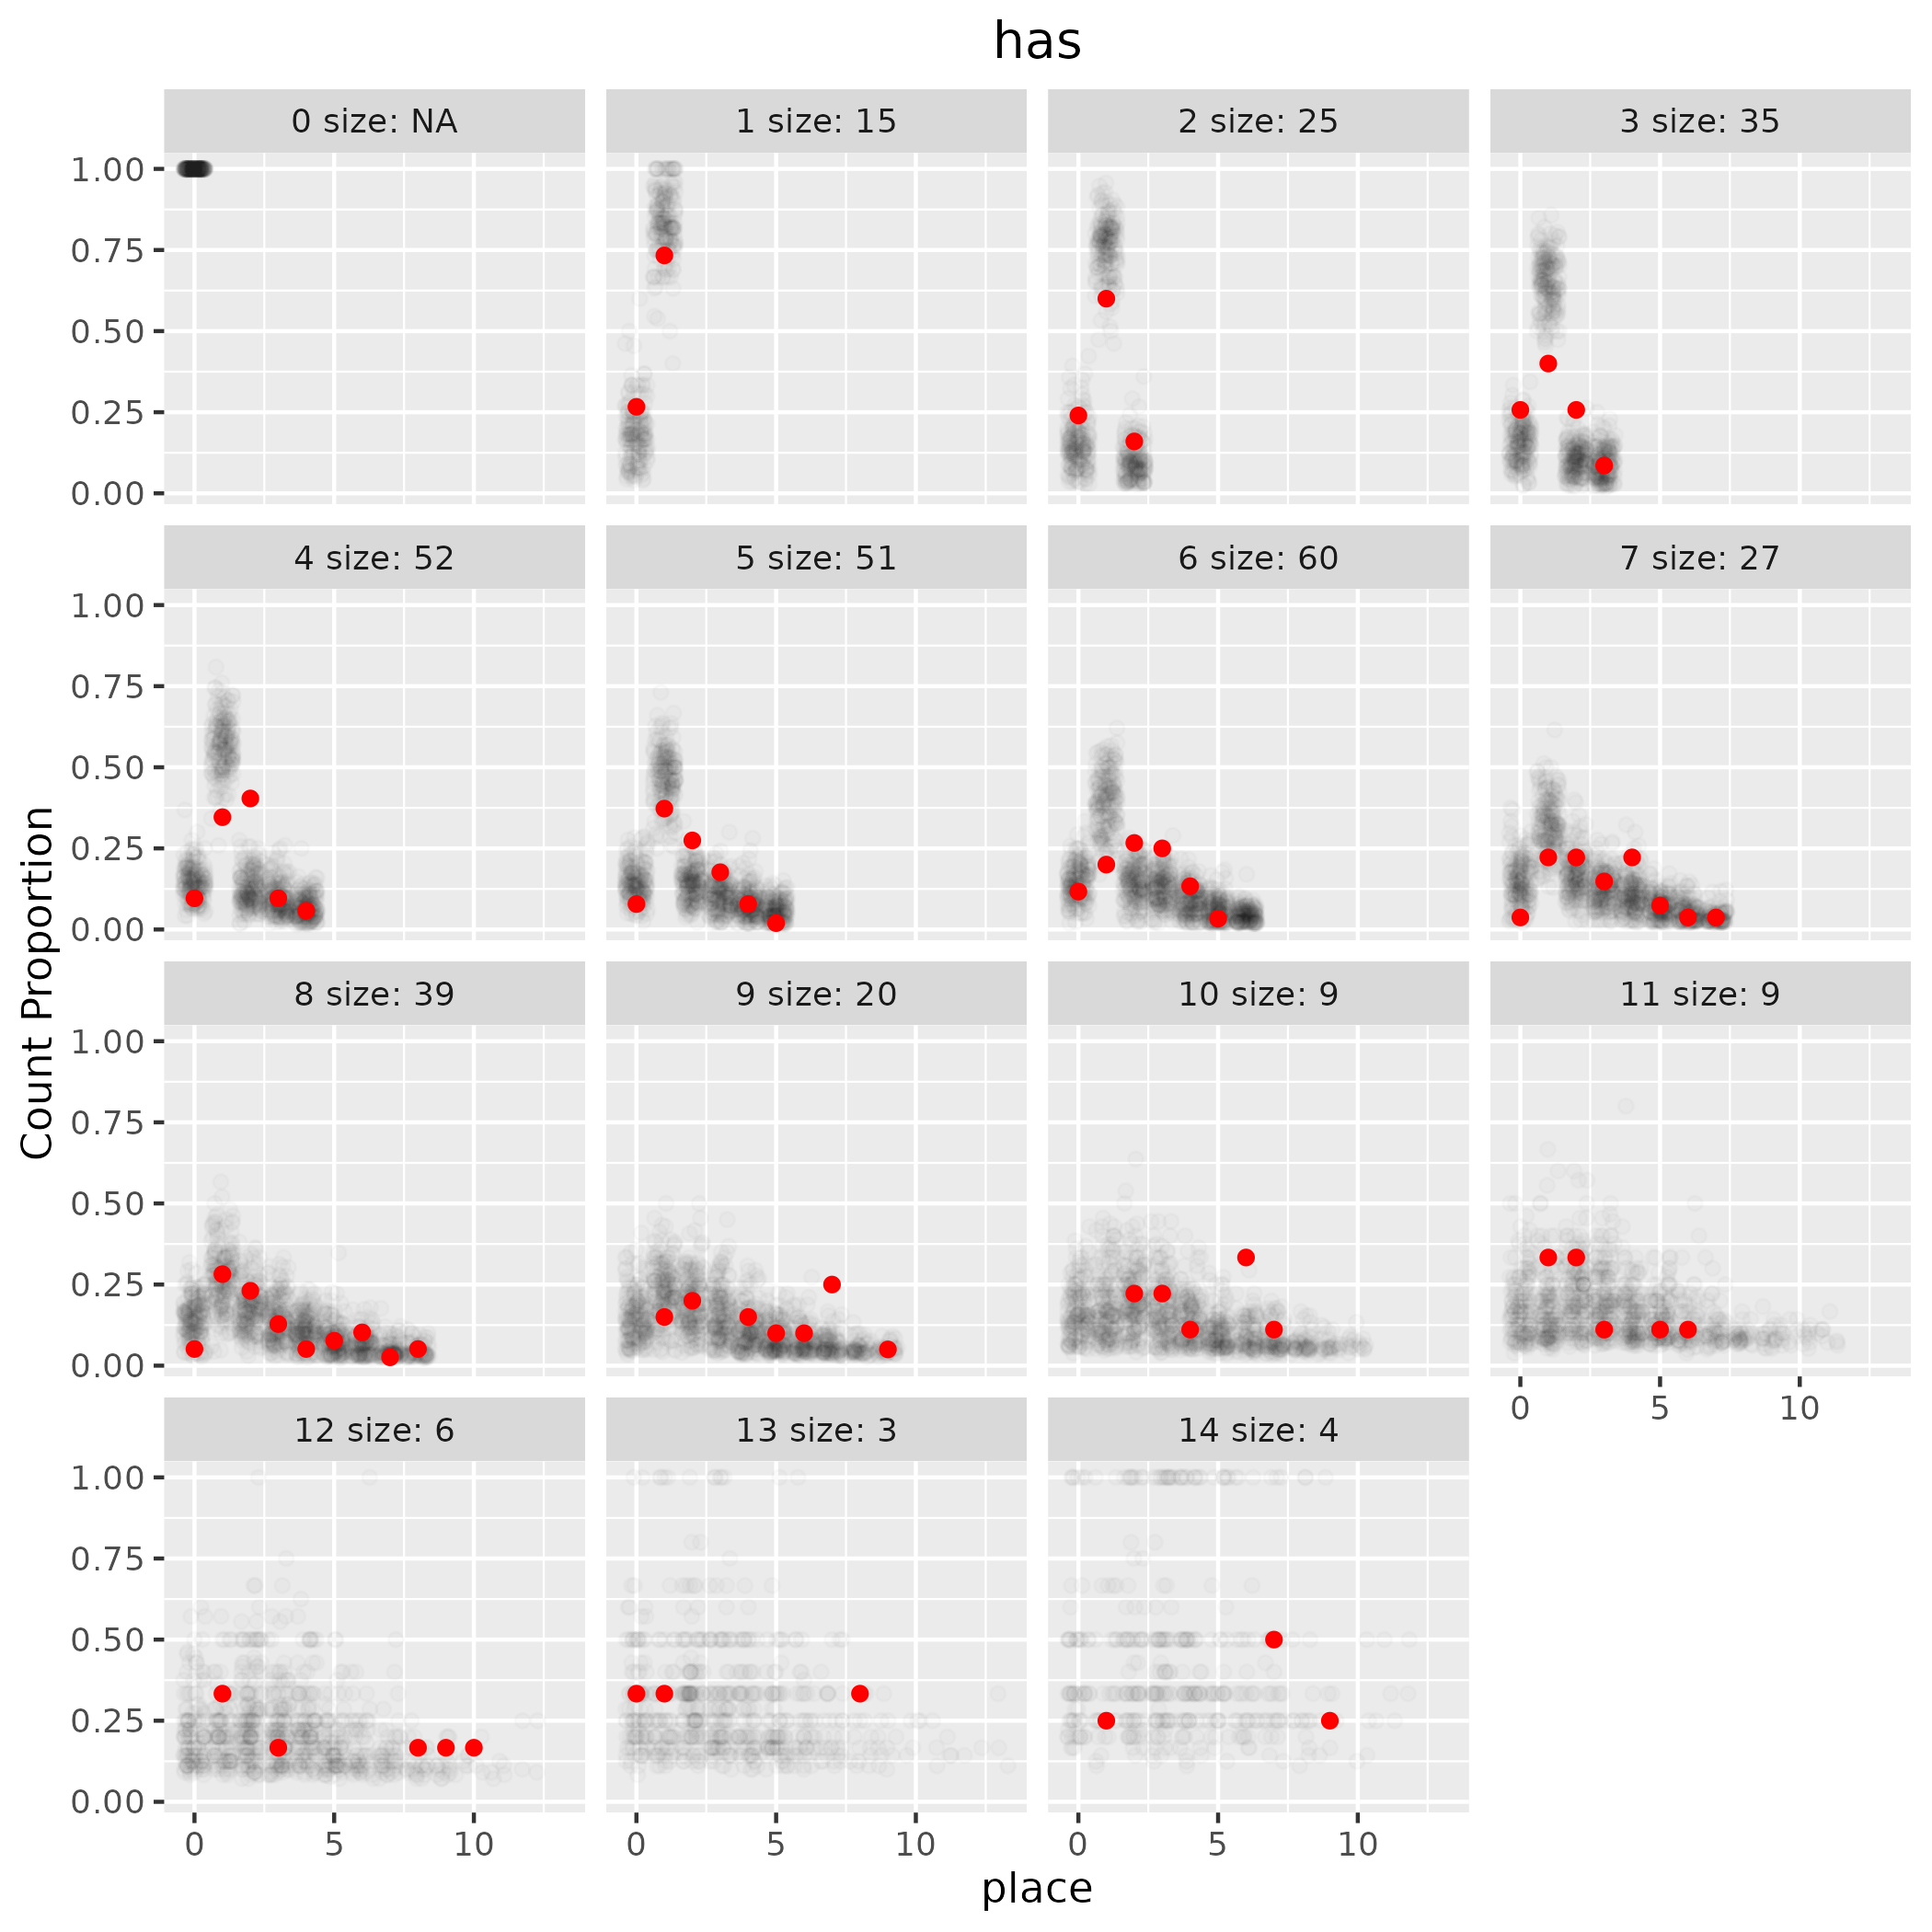 has
0 size: NA
1 size: 15
2 size: 25
3 size: 35
1.00
0.75
0.50
0.25
0.00
4 size: 52
5 size: 51
6 size: 60
7 size: 27
1.00
0.75
0.50
0.25
0.00
Count Proportion
8 size: 39
9 size: 20
10 size: 9
11 size: 9
1.00
0.75
0.50
0.25
0.00
0 5 10
12 size: 6
13 size: 3
14 size: 4
1.00
0.75
0.50
0.25
0.00
0 5 10
0 5 10
0 5 10
place